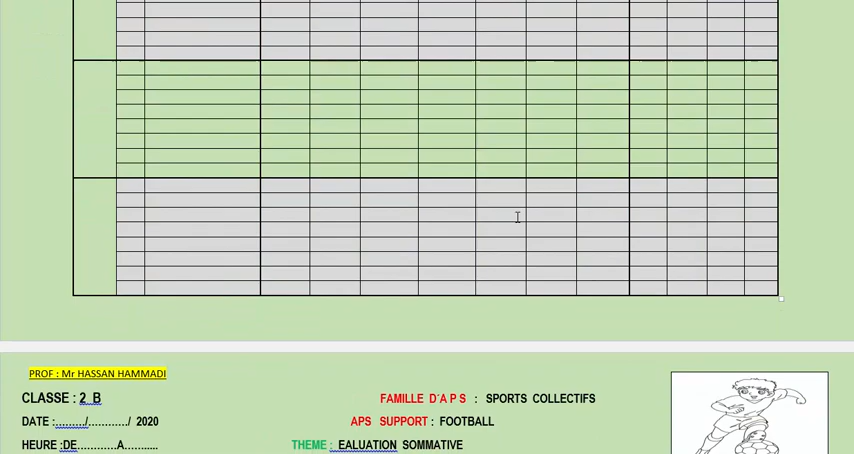 PROF : Mr HASSAN HAMMADI
CLASSE : 2 B
FAMILLE D'A P S : SPORTS COLLECTIFS
DATE :........./............/ 2020
APS SUPPORT : FOOTBALL
HEURE :DE...........A...........
THEME : EALUATION SOMMATIVE